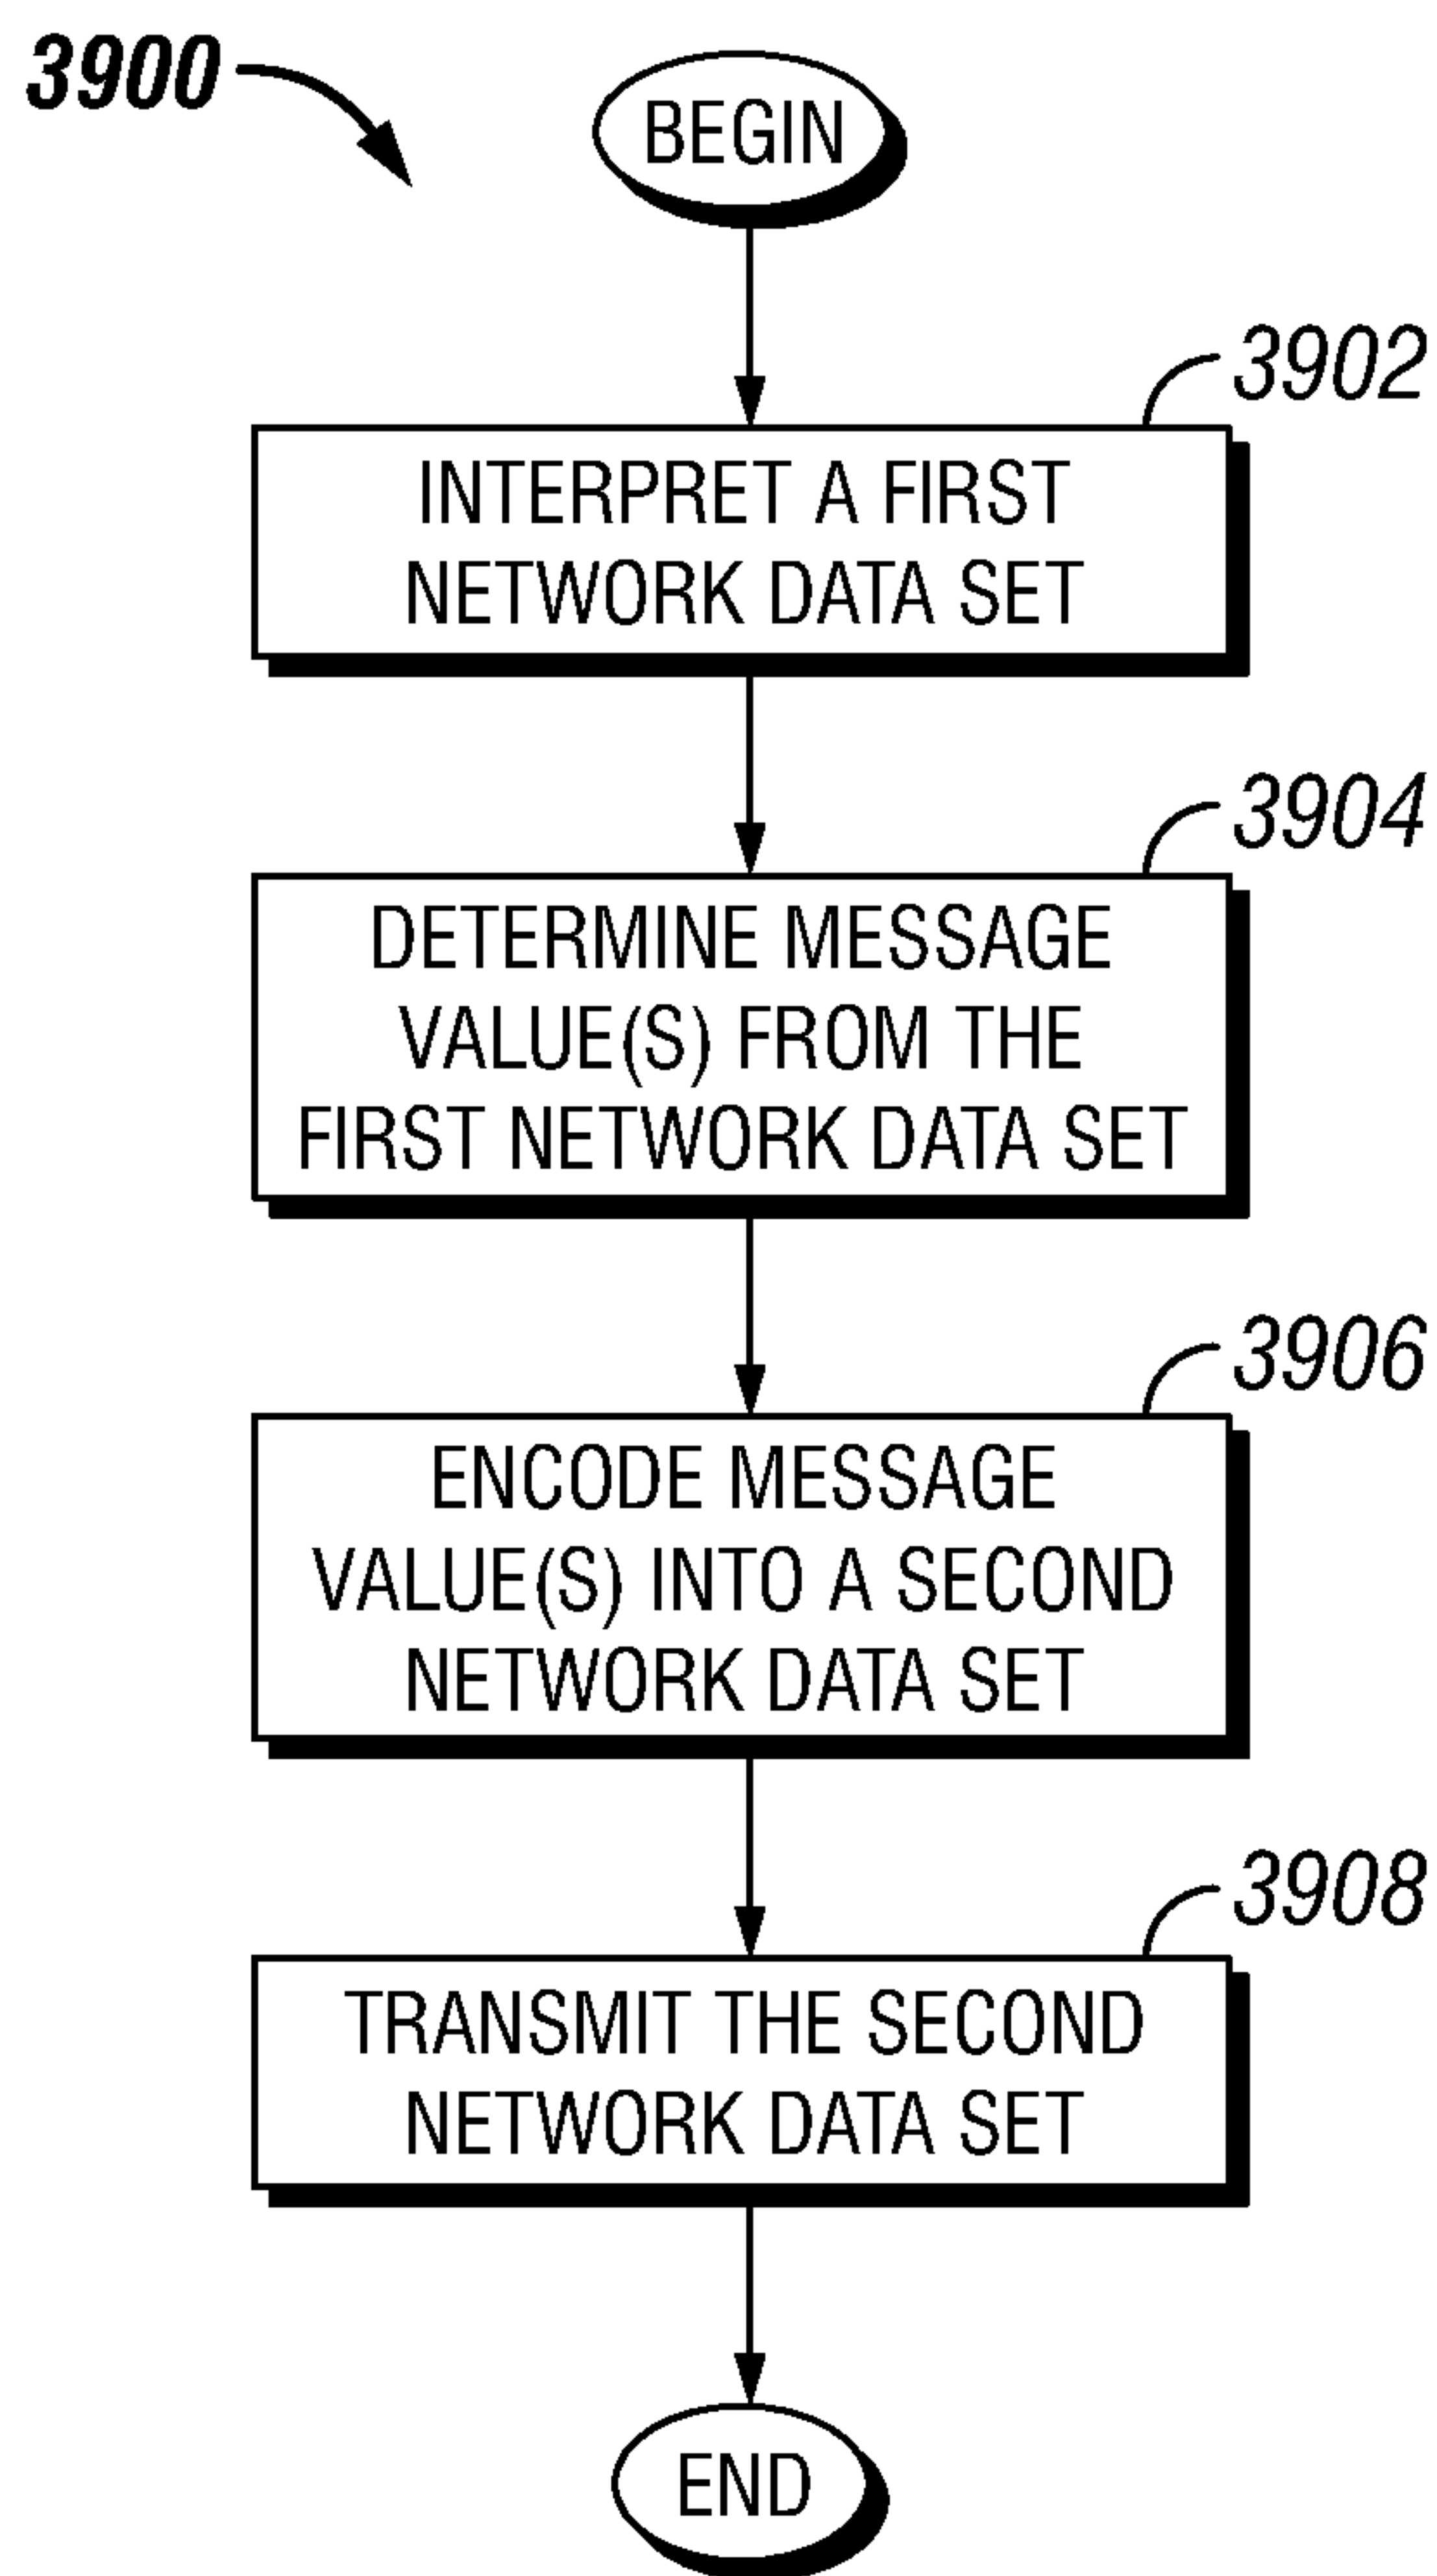 3900
BEGIN
3902
INTERPRET A FIRST
NETWORK DATA SET
3904
DETERMINE MESSAGE
VALUE(S) FROM THE
FIRST NETWORK DATA SET
3906
ENCODE MESSAGE
VALUE(S) INTO A SECOND
NETWORK DATA SET
3908
TRANSMIT THE SECOND
NETWORK DATA SET
END